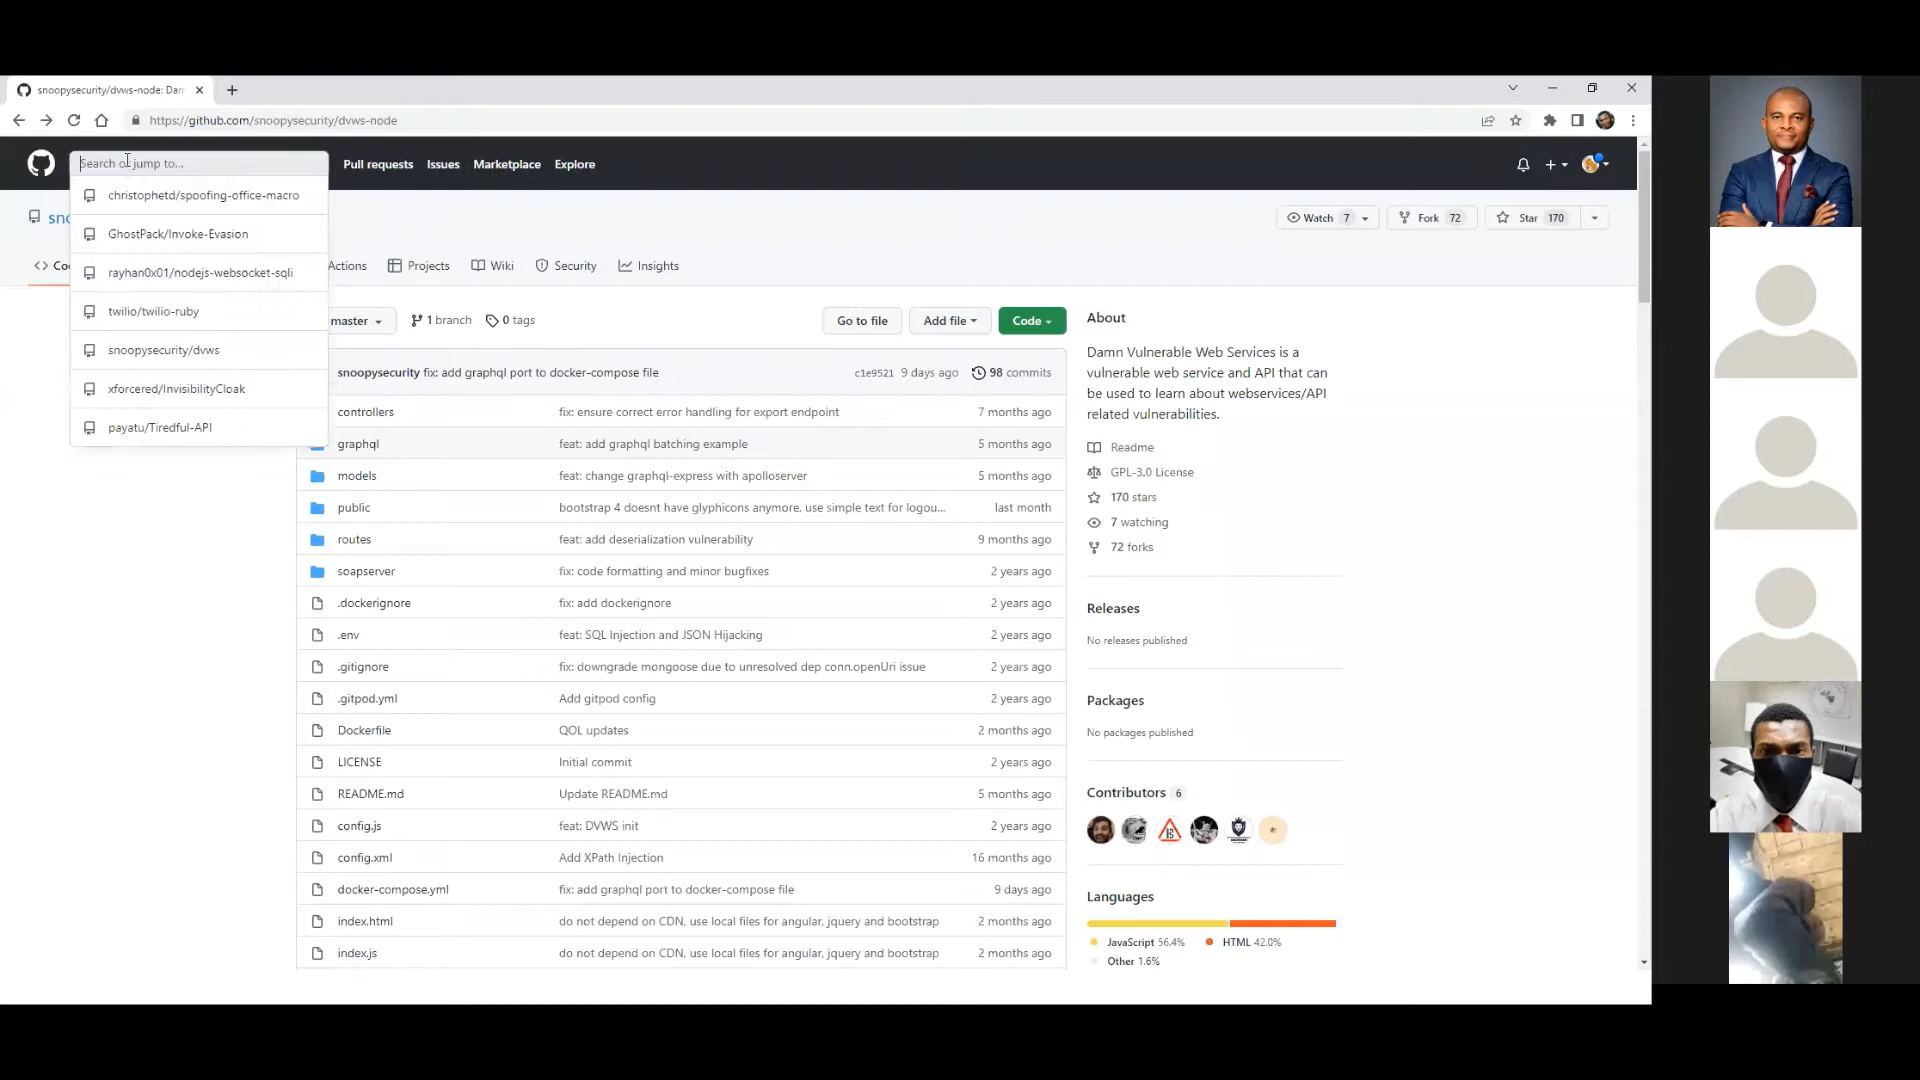 snoopysecurity/dvws-node: Dam
https://github.com/snoopysecurity/dvws-node
Search or jump to...
Pull requests
Issues
Marketplace
Explore
christophetd/spoofing-office-macro
GhostPack/Invoke-Evasion
rayhan0x01/nodejs-websocket-sqli
twilio/twilio-ruby
snoopysecurity/dvws
xforcered/InvisibilityCloak
payatu/Tiredful-API
Watch 7
Fork 72
Star 170
Actions
Projects
Wiki
Security
Insights
master
1 branch
0 tags
Go to file
Add file
Code
snoopysecurity fix: add graphql port to docker-compose file c1e9521 9 days ago 98 commits
controllers fix: ensure correct error handling for export endpoint 7 months ago
graphql feat: add graphql batching example 5 months ago
models feat: change graphql-express with apolloserver 5 months ago
public bootstrap 4 doesnt have glyphicons anymore, use simple text for logou... last month
routes feat: add deserialization vulnerability 9 months ago
soapserver fix: code formatting and minor bugfixes 2 years ago
.dockerignore fix: add dockerignore 2 years ago
.env feat: SQL Injection and JSON Hijacking 2 years ago
.gitignore fix: downgrade mongoose due to unresolved dep conn.openUri issue 2 years ago
.gitpod.yml Add gitpod config 2 years ago
Dockerfile QOL updates 2 months ago
LICENSE Initial commit 2 years ago
README.md Update README.md 5 months ago
config.js feat: DVWS init 2 years ago
config.xml Add XPath Injection 16 months ago
docker-compose.yml fix: add graphql port to docker-compose file 9 days ago
index.html do not depend on CDN, use local files for angular, jquery and bootstrap 2 months ago
index.js do not depend on CDN, use local files for angular, jquery and bootstrap 2 months ago
About
Damn Vulnerable Web Services is a
vulnerable web service and API that can
be used to learn about webservices/API
related vulnerabilities.
Readme
GPL-3.0 License
170 stars
7 watching
72 forks
Releases
No releases published
Packages
No packages published
Contributors 6
Languages
JavaScript 56.4%
HTML 42.0%
Other 1.6%